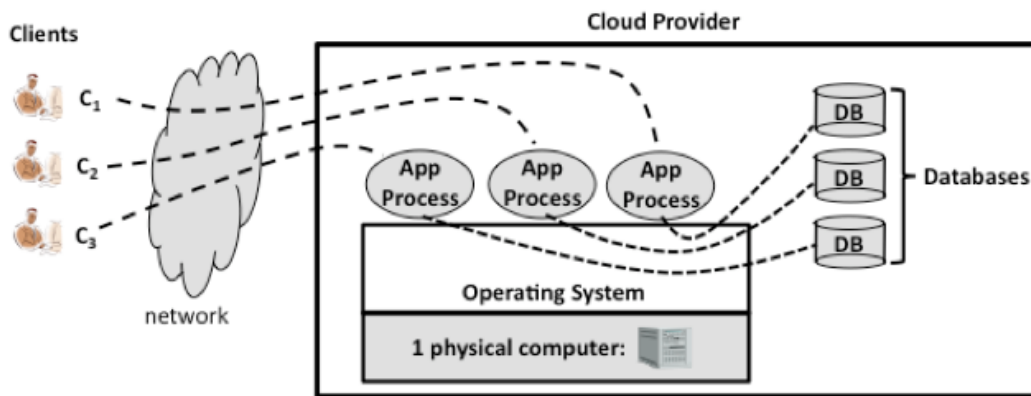 Cloud Provider
Clients
C1
C2
C3
network
App
Process
App
Process
App
Process
DB
DB
DB
Databases
Operating System
1 physical computer: